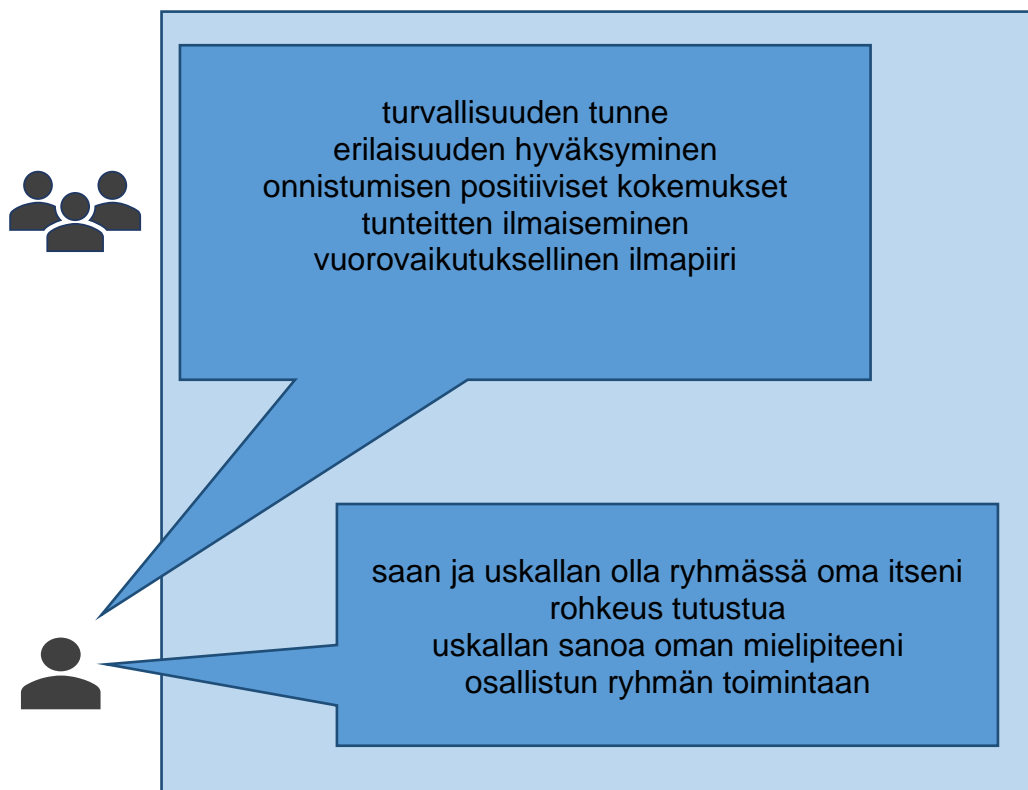 turvallisuuden tunne
erilaisuuden hyväksyminen
onnistumisen positiiviset kokemukset
tunteitten ilmaiseminen
vuorovaikutuksellinen ilmapiiri
saan ja uskallan olla ryhmässä oma itseni
rohkeus tutustua
uskallan sanoa oman mielipiteeni
osallistun ryhmän toimintaan